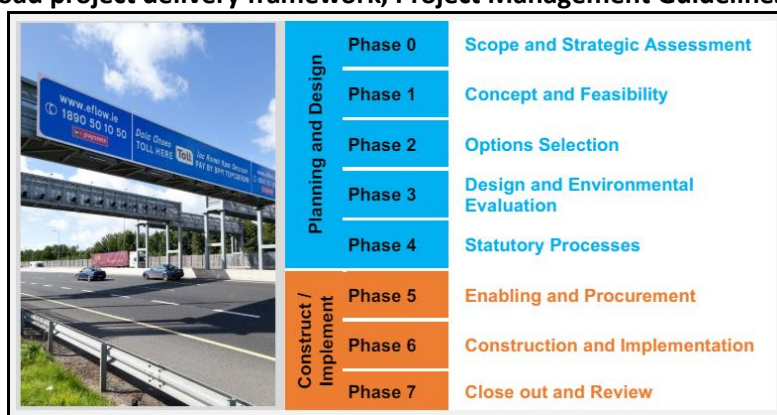 project delivery framework, Project Management
www.eflow.ie
1890 50 10 50
payzone
TOLL HERE
Toll
PAY BY 8PM TOMORROW
Planning and Design
Phase 0 Scope and Strategic Assessment
Phase 1 Concept and Feasibility
Phase 2 Options Selection
Phase 3 Design and Environmental
Evaluation
Phase 4 Statutory Processes
Construct /
Implement
Phase 5 Enabling and Procurement
Phase 6 Construction and Implementation
Phase 7 Close out and Review